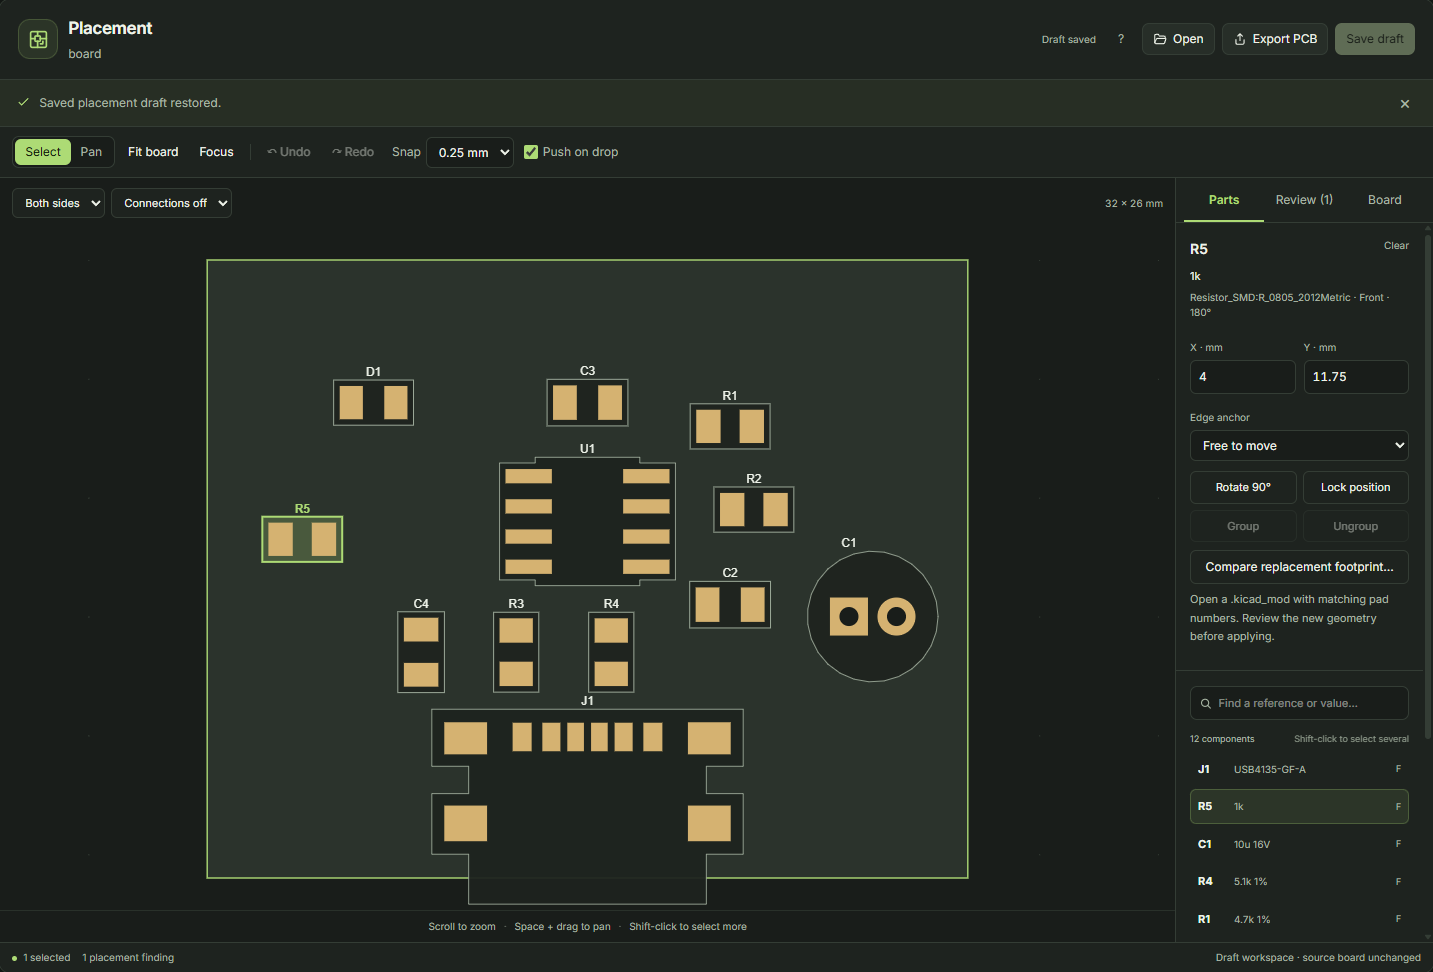 Placement
board
Draft saved
?
Open
Export PCB
Save draft
Saved placement draft restored.
Select
Pan
Fit board
Focus
Undo
Redo
Snap
0.25 mm
Push on drop
Both sides
Connections off
32 × 26 mm
D1
C3
R1
U1
R2
R5
C1
C2
C4
R3
R4
J1
Scroll to zoom · Space + drag to pan · Shift-click to select more
Parts
Review (1)
Board
R5
Clear
1k
Resistor_SMD:R_0805_2012Metric · Front ·
180°
X · mm
Y · mm
4
11.75
Edge anchor
Free to move
Rotate 90°
Lock position
Group
Ungroup
Compare replacement footprint...
Open a .kicad_mod with matching pad
numbers. Review the new geometry
before applying.
Find a reference or value...
12 components
Shift-click to select several
J1 USB4135-GF-A F
R5 1k F
C1 10u 16V F
R4 5.1k 1% F
R1 4.7k 1% F
1 selected
1 placement finding
Draft workspace · source board unchanged